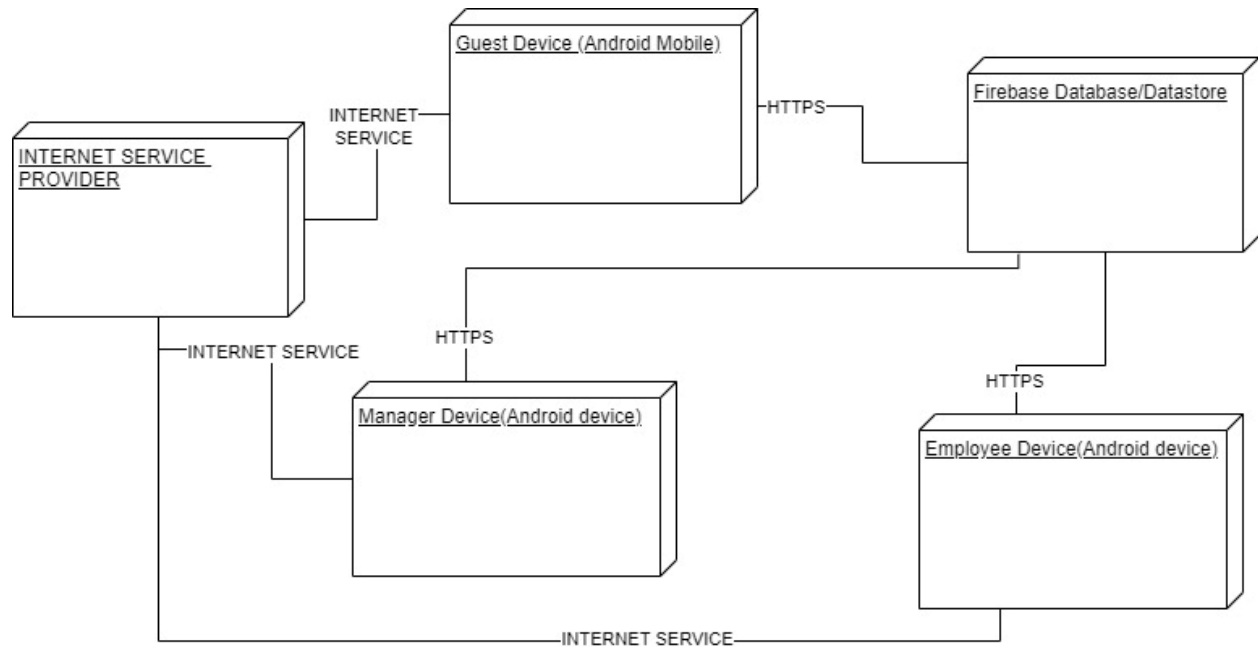 Guest Device (Android Mobile)
Firebase Database/Datastore
HTTPS
INTERNET
SERVICE
INTERNET SERVICE
PROVIDER
HTTPS
INTERNET SERVICE
HTTPS
Manager Device(Android device)
Employee Device(Android device)
INTERNET SERVICE